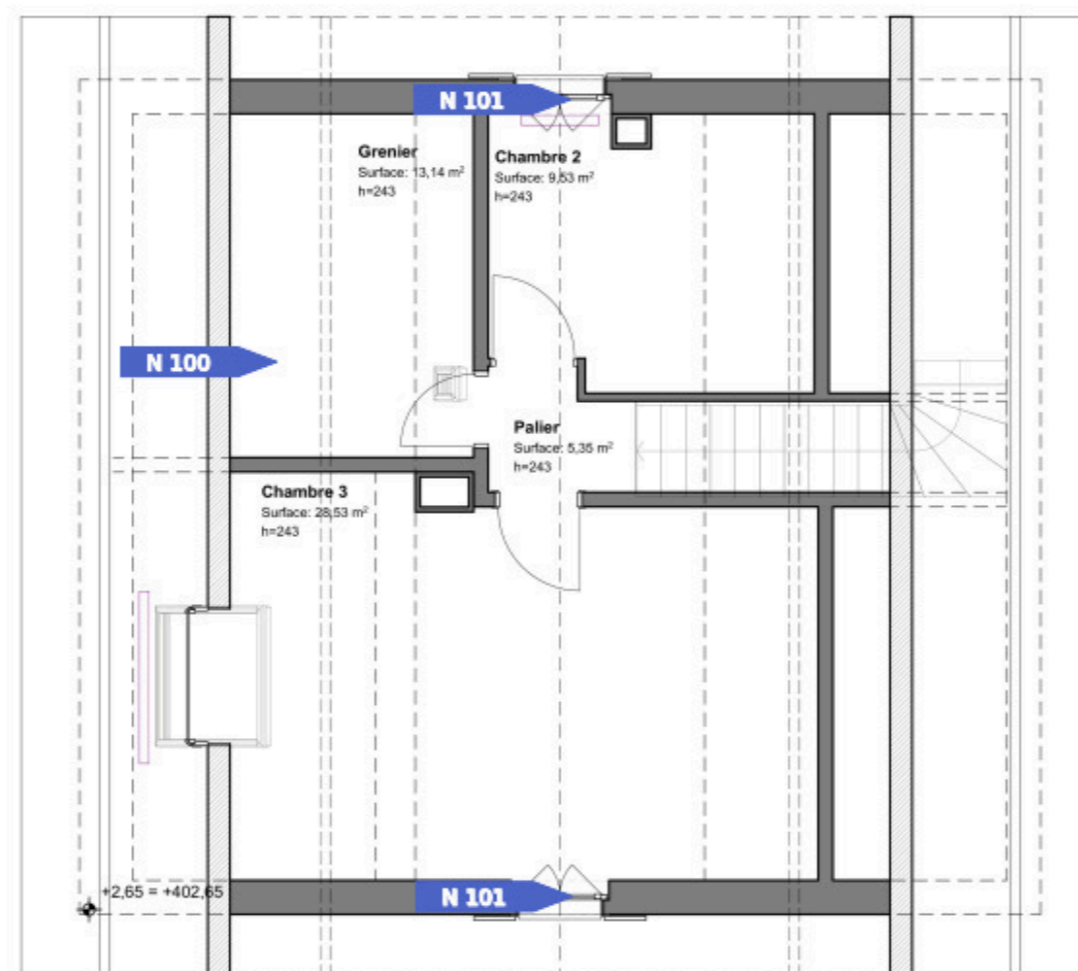 N 101
Grenier
Surface: 13,14 m²
h=243
Chambre 2
Surface: 9,53 m²
h=243
N 100
Palier
Surface: 5,35 m²
h=243
Chambre 3
Surface: 28,53 m²
h=243
+2,65 = +402,65
N 101